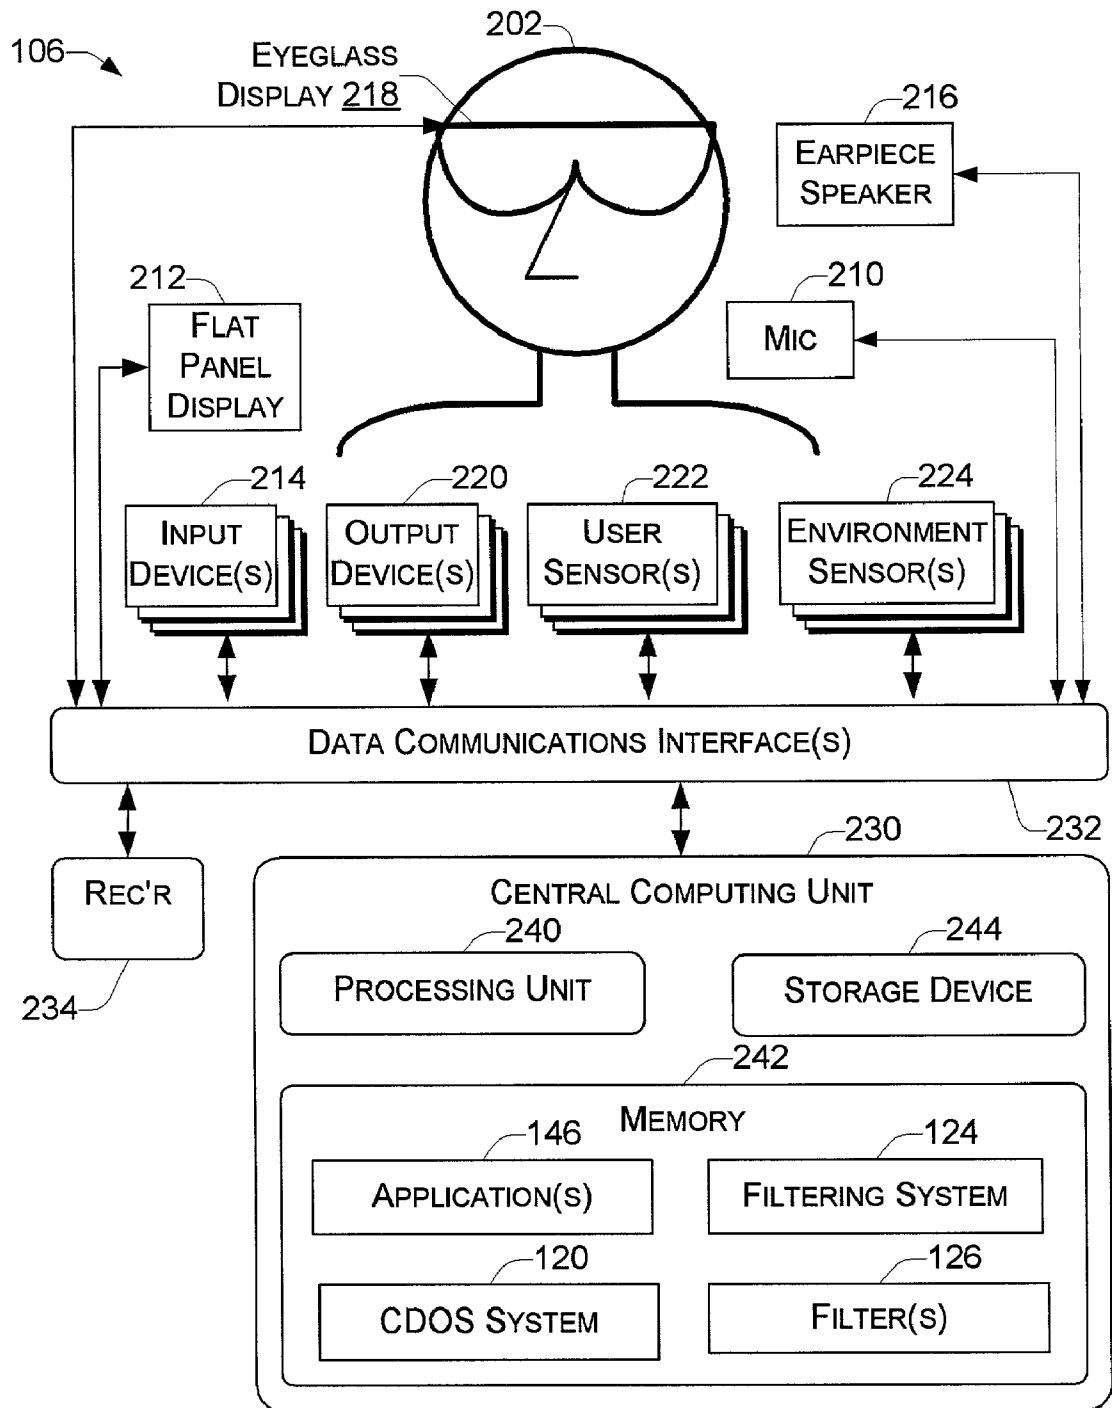 202
106
EYEGLASS
DISPLAY 218
216
EARPIECE
SPEAKER
212
FLAT
PANEL
DISPLAY
210
MIC
214
INPUT
DEVICE(S)
220
OUTPUT
DEVICE(S)
222
USER
SENSOR(S)
224
ENVIRONMENT
SENSOR(S)
DATA COMMUNICATIONS INTERFACE(S)
232
REC'R
234
230
CENTRAL COMPUTING UNIT
240
PROCESSING UNIT
244
STORAGE DEVICE
242
MEMORY
146
APPLICATION(S)
124
FILTERING SYSTEM
120
CDOS SYSTEM
126
FILTER(S)